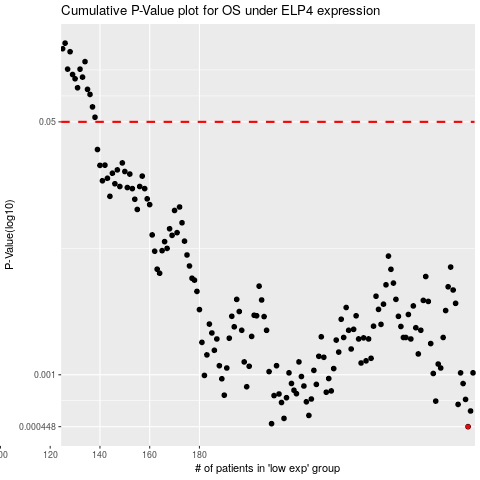 Cumulative P-Value plot for OS under ELP4 expression
P-Value(log10)
0.05
0.001
0.000448
00 120 140 160 180
# of patients in 'low exp' group